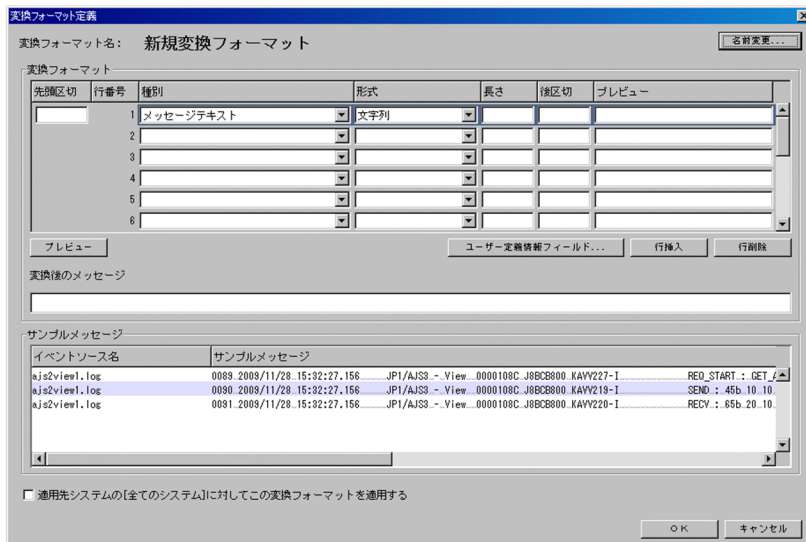 変換フォーマット定義
変換フォーマット名: 新規変換フォーマット 名前変更...
変換フォーマット
先頭区切 行番号 種別 形式 長さ 後区切 プレビュー
1 メッセージテキスト 文字列
2
3
4
5
6
プレビュー ユーザー定義情報フィールド... 行挿入 行削除
変換後のメッセージ
サンプルメッセージ
イベントソース名 サンプルメッセージ
ajs2view1.log 0089 2009/11/28 15:32:27.156 JP1/AJS3 - View 0000108C J8BCB800 KAVV227-I REQ_START : GET_
ajs2view1.log 0090 2009/11/28 15:32:27.156 JP1/AJS3 - View 0000108C J8BCB800 KAVV219-I SEND : 45b 10 10
ajs2view1.log 0091 2009/11/28 15:32:27.156 JP1/AJS3 - View 0000108C J8BCB800 KAVV220-I RECV : 65b 20 10
適用先システムの[全てのシステム]に対してこの変換フォーマットを適用する
OK キャンセル